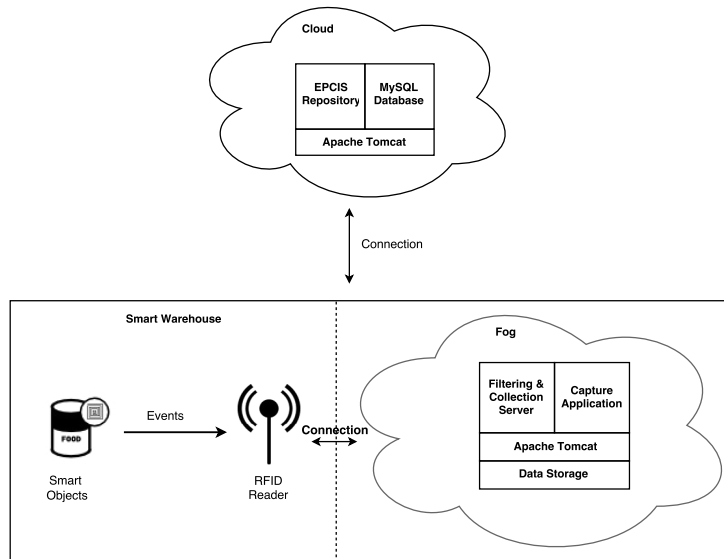 Cloud
EPCIS
Repository
MySQL
Database
Apache Tomcat
Connection
Smart Warehouse
Fog
Filtering &
Collection
Server
Capture
Application
Events
FOOD
Connection
Apache Tomcat
Data Storage
Smart
Objects
RFID
Reader